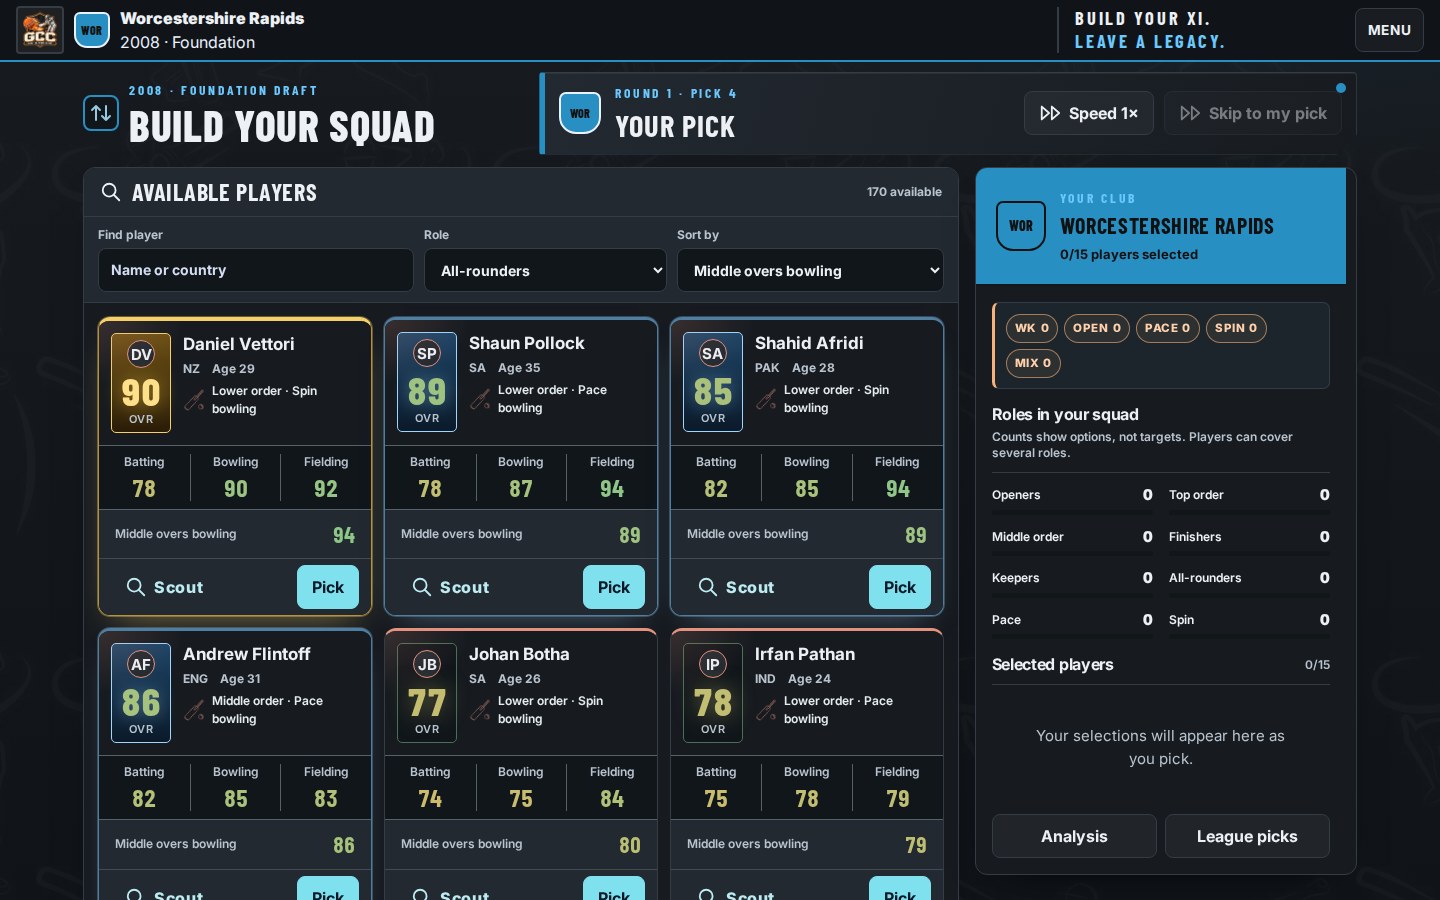 GCC
WOR
Worcestershire Rapids
2008 · Foundation
BUILD YOUR XI.
LEAVE A LEGACY.
MENU
2008 · FOUNDATION DRAFT
BUILD YOUR SQUAD
WOR
ROUND 1 · PICK 4
YOUR PICK
Speed 1×
Skip to my pick
AVAILABLE PLAYERS
170 available
Find player
Name or country
Role
All-rounders
Sort by
Middle overs bowling
DV
90
OVR
Daniel Vettori
NZ Age 29
Lower order · Spin
bowling
Batting Bowling Fielding
78 90 92
Middle overs bowling 94
Scout Pick
SP
89
OVR
Shaun Pollock
SA Age 35
Lower order · Pace
bowling
Batting Bowling Fielding
78 87 94
Middle overs bowling 89
Scout Pick
SA
85
OVR
Shahid Afridi
PAK Age 28
Lower order · Spin
bowling
Batting Bowling Fielding
82 85 94
Middle overs bowling 89
Scout Pick
AF
86
OVR
Andrew Flintoff
ENG Age 31
Middle order · Pace
bowling
Batting Bowling Fielding
82 85 83
Middle overs bowling 86
Scout Pick
JB
77
OVR
Johan Botha
SA Age 26
Lower order · Spin
bowling
Batting Bowling Fielding
74 75 84
Middle overs bowling 80
Scout Pick
IP
78
OVR
Irfan Pathan
IND Age 24
Lower order · Pace
bowling
Batting Bowling Fielding
75 78 79
Middle overs bowling 79
Scout Pick
WOR
YOUR CLUB
WORCESTERSHIRE RAPIDS
0/15 players selected
WK 0 OPEN 0 PACE 0 SPIN 0
MIX 0
Roles in your squad
Counts show options, not targets. Players can cover
several roles.
Openers 0 Top order 0
Middle order 0 Finishers 0
Keepers 0 All-rounders 0
Pace 0 Spin 0
Selected players 0/15
Your selections will appear here as
you pick.
Analysis League picks